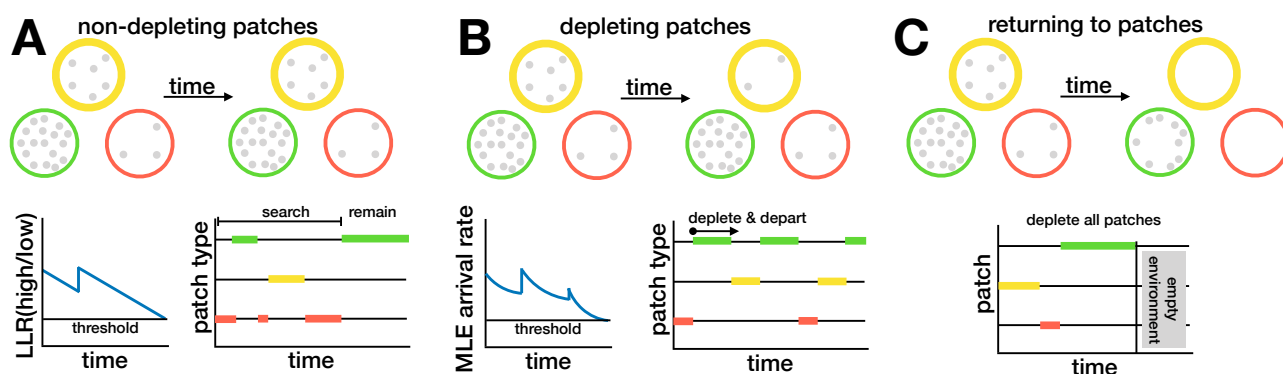 A
non-depleting patches
time
LLR(high/low)
threshold
time
patch type
search
remain
time
B
depleting patches
time
MLE arrival rate
threshold
time
patch type
deplete & depart
time
C
returning to patches
time
deplete all patches
patch
empty
environment
time